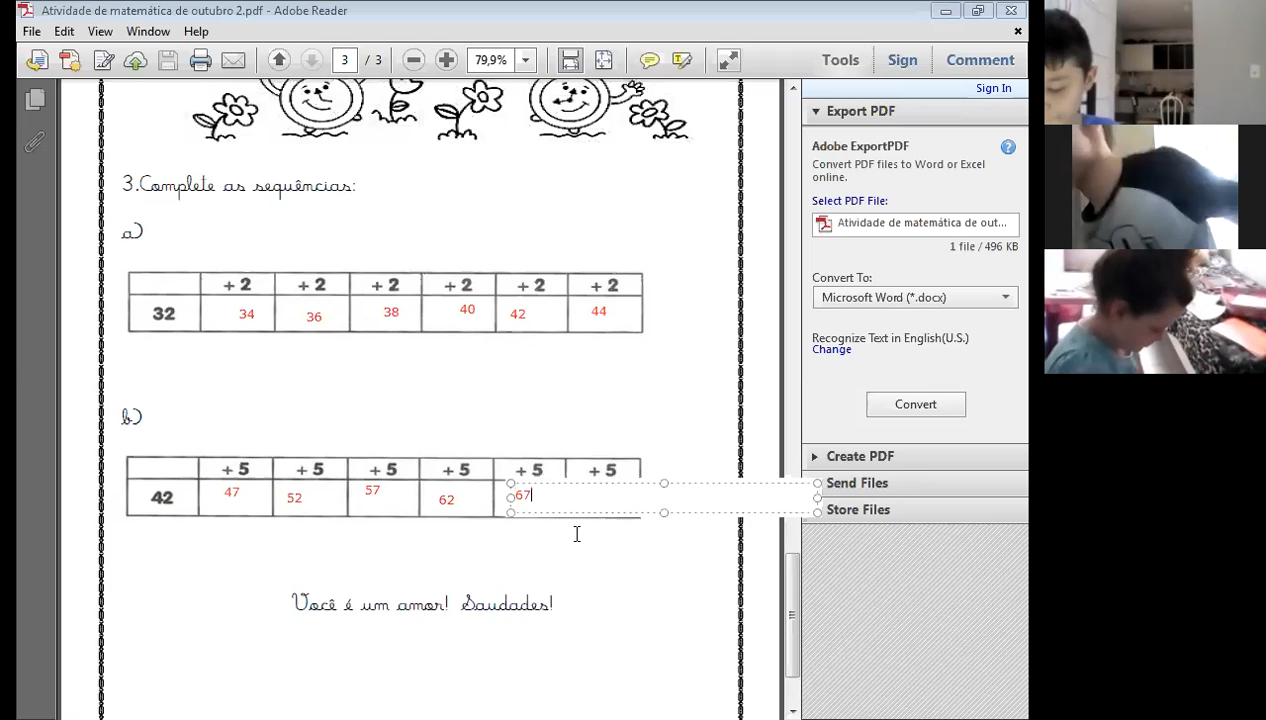 Atividade de matemática de outubro 2.pdf - Adobe Reader
File Edit View Window Help
3 / 3 79,9% Tools Sign Comment
Sign In
Export PDF
Adobe ExportPDF
Convert PDF files to Word or Excel
online.
Select PDF File:
Atividade de matemática de out...
1 file / 496 KB
Convert To:
Microsoft Word (*.docx)
Recognize Text in English(U.S.)
Change
Convert
Create PDF
Send Files
Store Files
3.Complete as sequências:
a)
+ 2 + 2 + 2 + 2 + 2 + 2
32 34 36 38 40 42 44
b)
+ 5 + 5 + 5 + 5 + 5 + 5
42 47 52 57 62 67
Você é um amor! Saudades!